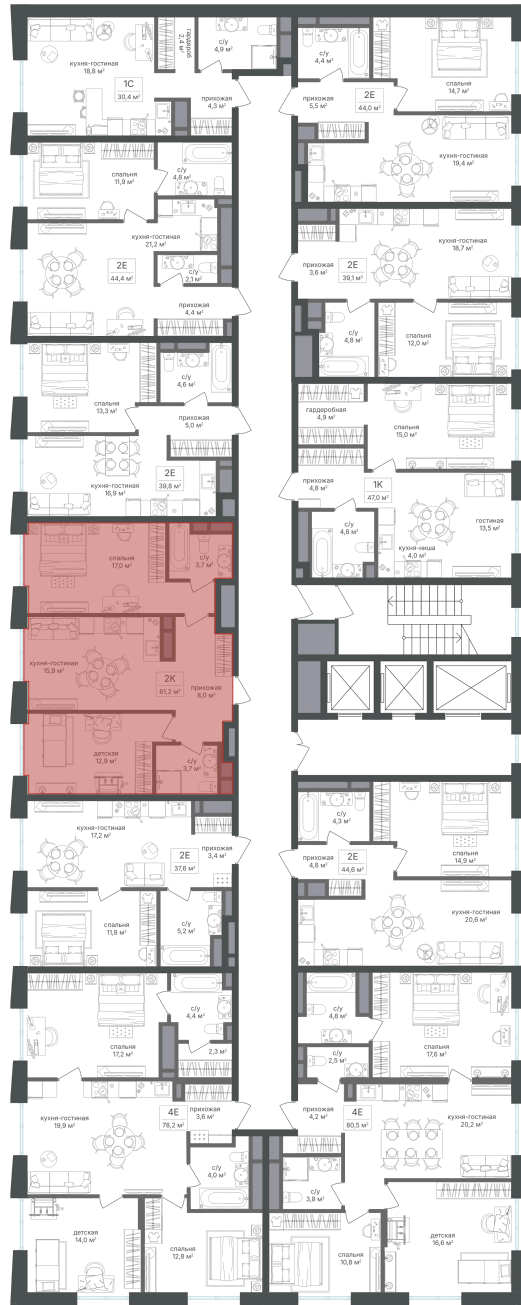 кухня-гостиная
18,8 м²
гардероб
2,4 м²
с/у
4,9 м²
1С
30,4
прихожая
4,3 м²
с/у
4,4 м²
спальня
14,7 м²
прихожая
5,5 м²
2Е
44,0 м²
кухня-гостиная
19,4 м²
спальня
11,9 м²
с/у
4,8 м²
кухня-гостиная
21,2 м²
2Е
44,4 м²
с/у
2,1 м²
прихожая
4,4 м²
кухня-гостиная
18,7 м²
прихожая
3,6 м²
2Е
39,1 м²
с/у
4,8 м²
спальня
12,0 м²
спальня
13,3 м²
с/у
4,6 м²
прихожая
5,0 м²
2Е
39,8 м²
кухня-гостиная
16,9 м²
гардеробная
4,9 м²
спальня
15,0 м²
прихожая
4,8 м²
1К
47,0 м²
с/у
4,8 м²
гостиная
13,5 м²
кухня-ниша
4,0 м²
спальня
17,0 м²
с/у
3,7 м²
кухня-гостиная
15,9 м²
2К
61,2 м²
прихожая
8,0 м²
детская
12,9 м²
с/у
3,7 м²
кухня-гостиная
17,2 м²
2Е
37,6 м²
прихожая
3,4 м²
спальня
11,8 м²
с/у
5,2 м²
с/у
4,3 м²
прихожая
4,8 м²
2Е
44,6 м²
спальня
14,9 м²
кухня-гостиная
20,6 м²
спальня
17,2 м²
с/у
4,4 м²
2,3 м²
с/у
4,8 м²
с/у
2,5 м²
спальня
17,6 м²
кухня-гостиная
19,9 м²
4Е
78,2 м²
прихожая
3,6 м²
с/у
4,0 м²
прихожая
4,2 м²
4Е
80,5 м²
кухня-гостиная
20,2 м²
с/у
3,8 м²
детская
14,0 м²
спальня
12,8 м²
спальня
10,8 м²
детская
16,6 м²